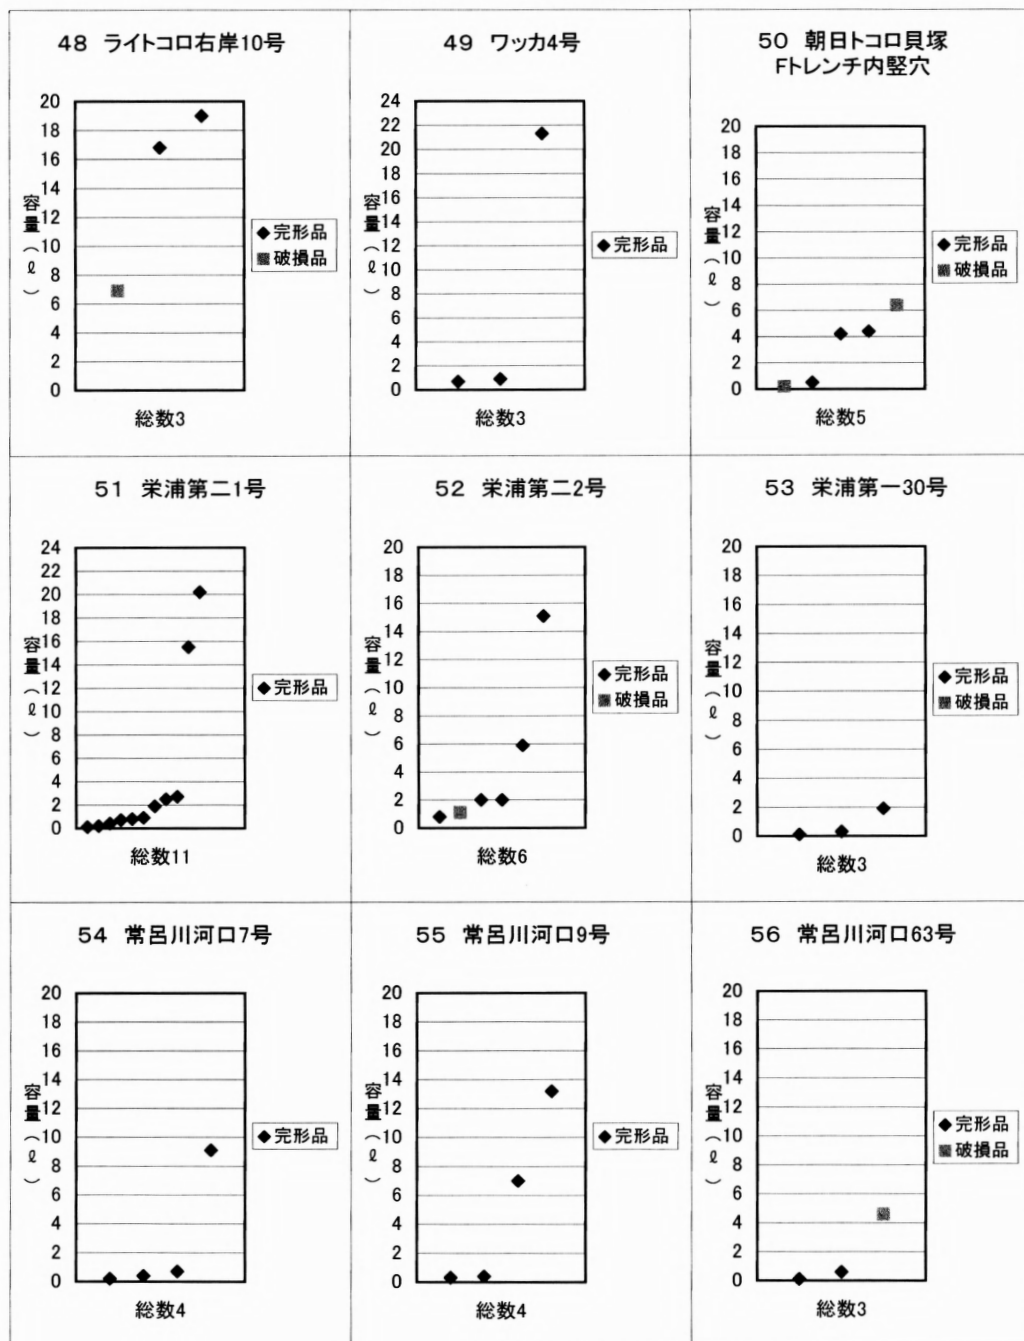 48 ライトコロ右岸10号
20
18
16
14
12
10
8
6
4
2
0
容量(ℓ)
◆完形品
■破損品
総数3
49 ワッカ4号
24
22
20
18
16
14
12
10
8
6
4
2
0
容量(ℓ)
◆完形品
総数3
50 朝日トコロ貝塚
Fトレンチ内竪穴
20
18
16
14
12
10
8
6
4
2
0
容量(ℓ)
◆完形品
■破損品
総数5
51 栄浦第二1号
24
22
20
18
16
14
12
10
8
6
4
2
0
容量(ℓ)
◆完形品
総数11
52 栄浦第二2号
20
18
16
14
12
10
8
6
4
2
0
容量(ℓ)
◆完形品
■破損品
総数6
53 栄浦第一30号
20
18
16
14
12
10
8
6
4
2
0
容量(ℓ)
◆完形品
■破損品
総数3
54 常呂川河口7号
20
18
16
14
12
10
8
6
4
2
0
容量(ℓ)
◆完形品
総数4
55 常呂川河口9号
20
18
16
14
12
10
8
6
4
2
0
容量(ℓ)
◆完形品
総数4
56 常呂川河口63号
20
18
16
14
12
10
8
6
4
2
0
容量(ℓ)
◆完形品
■破損品
総数3